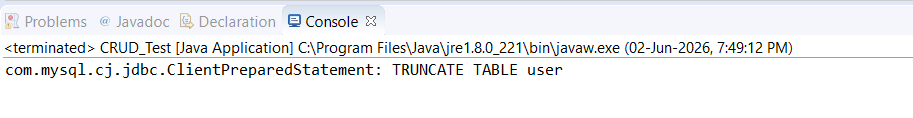 Problems @ Javadoc Declaration Console
<terminated> CRUD_Test [Java Application] C:\Program Files\Java\jre1.8.0_221\bin\javaw.exe (02-Jun-2026, 7:49:12 PM)
com.mysql.cj.jdbc.ClientPreparedStatement: TRUNCATE TABLE user